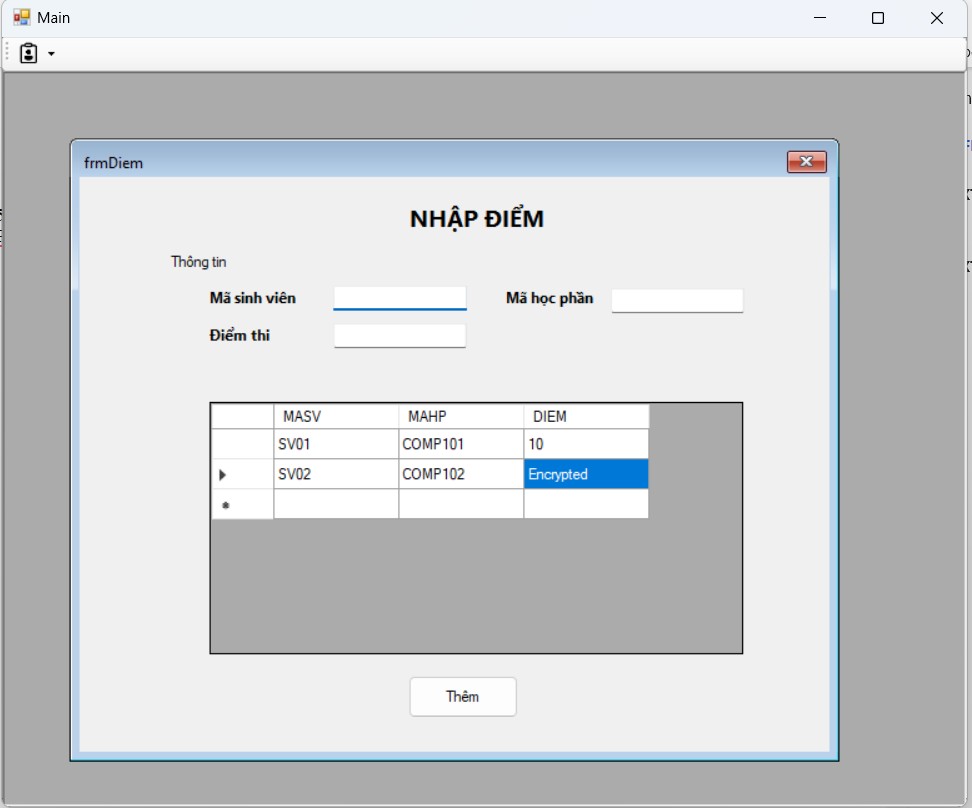 Main
frmDiem
NHẬP ĐIỂM
Thông tin
Mã sinh viên
Mã học phần
Điểm thi
MASV MAHP DIEM
SV01 COMP101 10
SV02 COMP102 Encrypted
Thêm